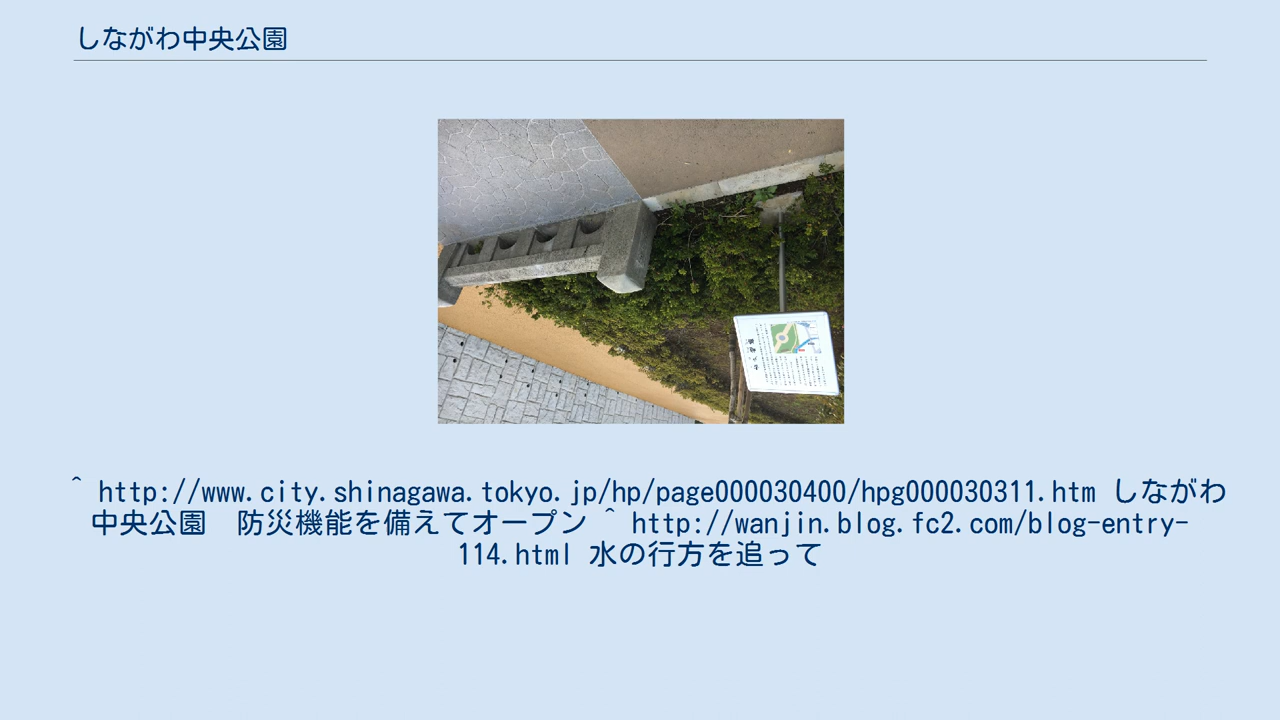 しながわ中央公園
^ http://www.city.shinagawa.tokyo.jp/hp/page000030400/hpg000030311.htm しながわ
中央公園　防災機能を備えてオープン ^ http://wanjin.blog.fc2.com/blog-entry-
114.html 水の行方を追って